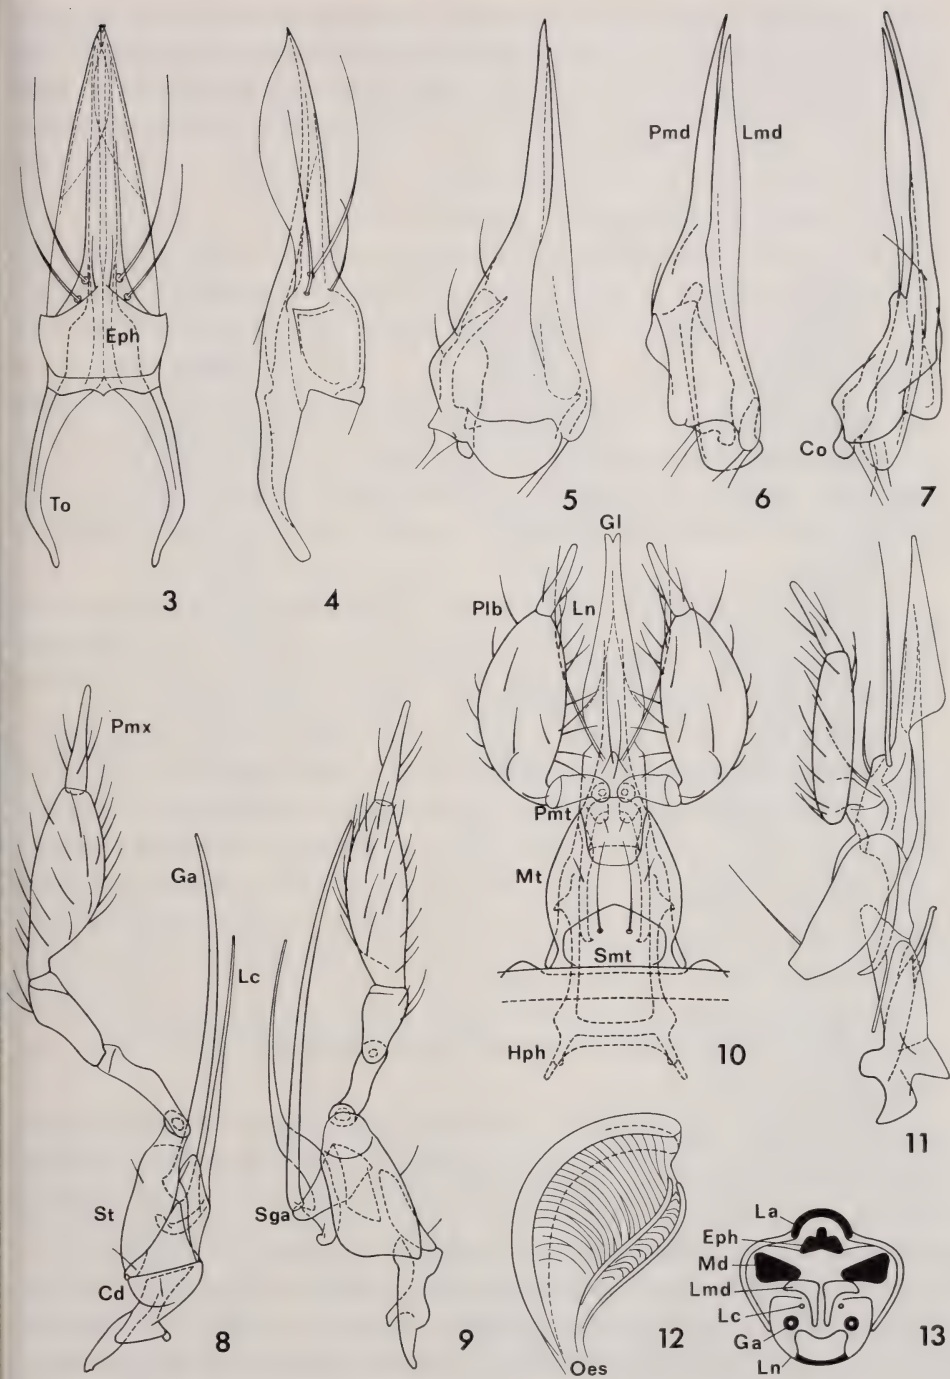 Eph
To
3
4
5
Pmd
Lmd
6
Co
7
Pmx
Ga
Lc
St
Cd
8
Sga
9
Gl
Plb
Ln
Pmt
Mt
Smt
Hph
10
11
Oes
12
La
Eph
Md
Lmd
Lc
Ga
Ln
13